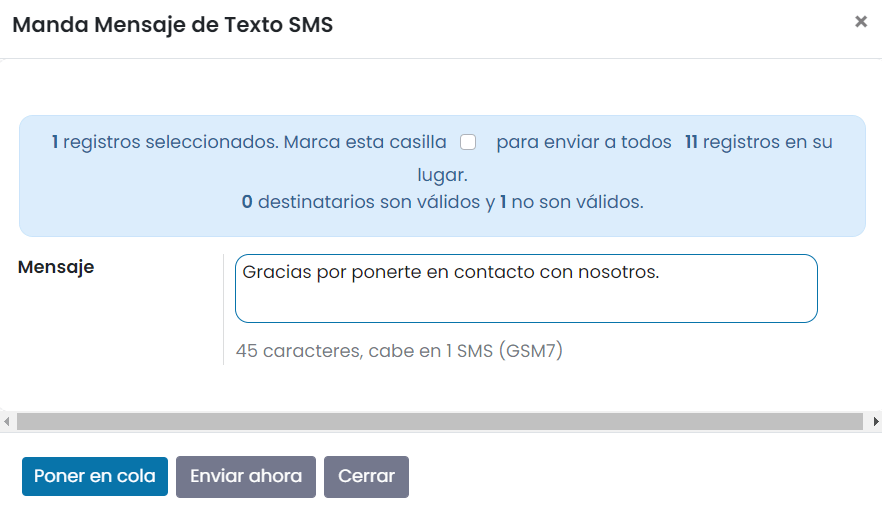 Manda Mensaje de Texto SMS
1 registros seleccionados. Marca esta casilla para enviar a todos 11 registros en su
lugar.
0 destinatarios son válidos y 1 no son válidos.
Mensaje
Gracias por ponerte en contacto con nosotros.
45 caracteres, cabe en 1 SMS (GSM7)
Poner en cola Enviar ahora Cerrar